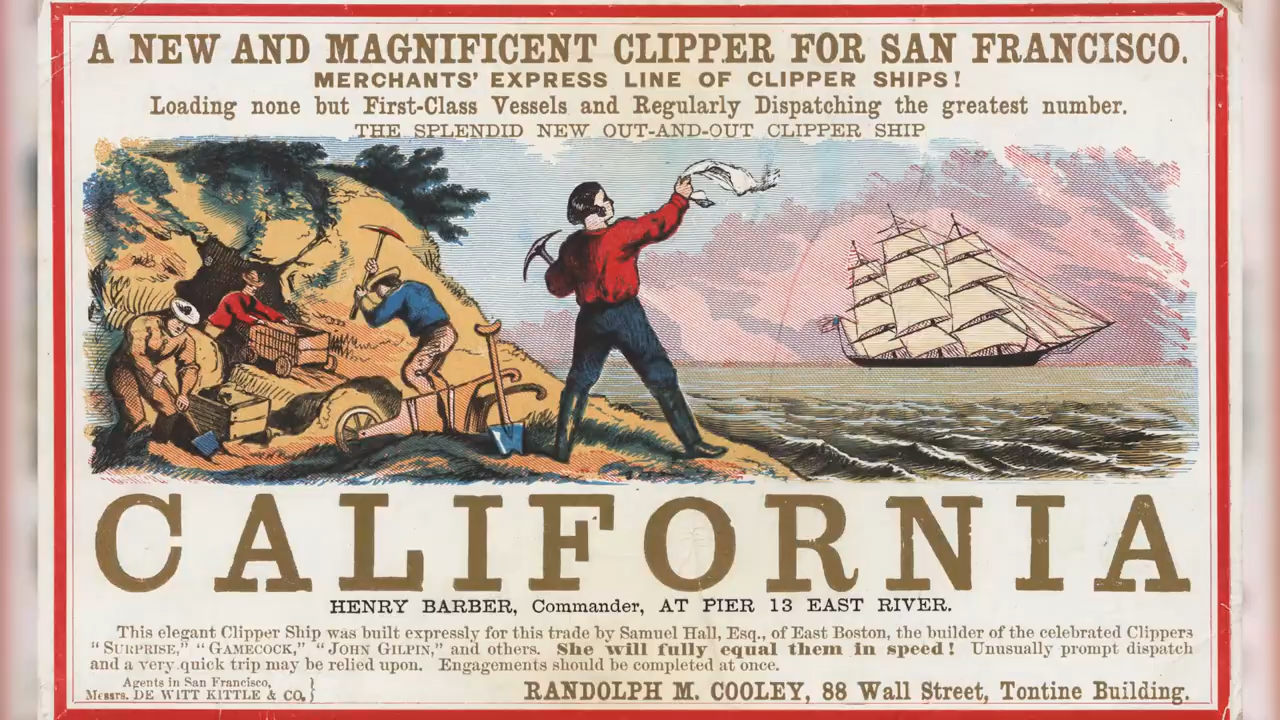 A NEW AND MAGNIFICENT CLIPPER FOR SAN FRANCISCO.
MERCHANTS' EXPRESS LINE OF CLIPPER SHIPS!
Loading none but First-Class Vessels and Regularly Dispatching the greatest number.
THE SPLENDID NEW OUT-AND-OUT CLIPPER SHIP
CALIFORNIA
HENRY BARBER, Commander, AT PIER 13 EAST RIVER.
This elegant Clipper Ship was built expressly for this trade by Samuel Hall, Esq., of East Boston, the builder of the celebrated Clippers
"SURPRISE," "GAMECOCK," "JOHN GILPIN," and others. She will fully equal them in speed! Unusually prompt dispatch
and a very quick trip may be relied upon. Engagements should be completed at once.
Agents in San Francisco,
Messrs. DE WITT KITTLE & CO.
RANDOLPH M. COOLEY, 88 Wall Street, Tontine Building.